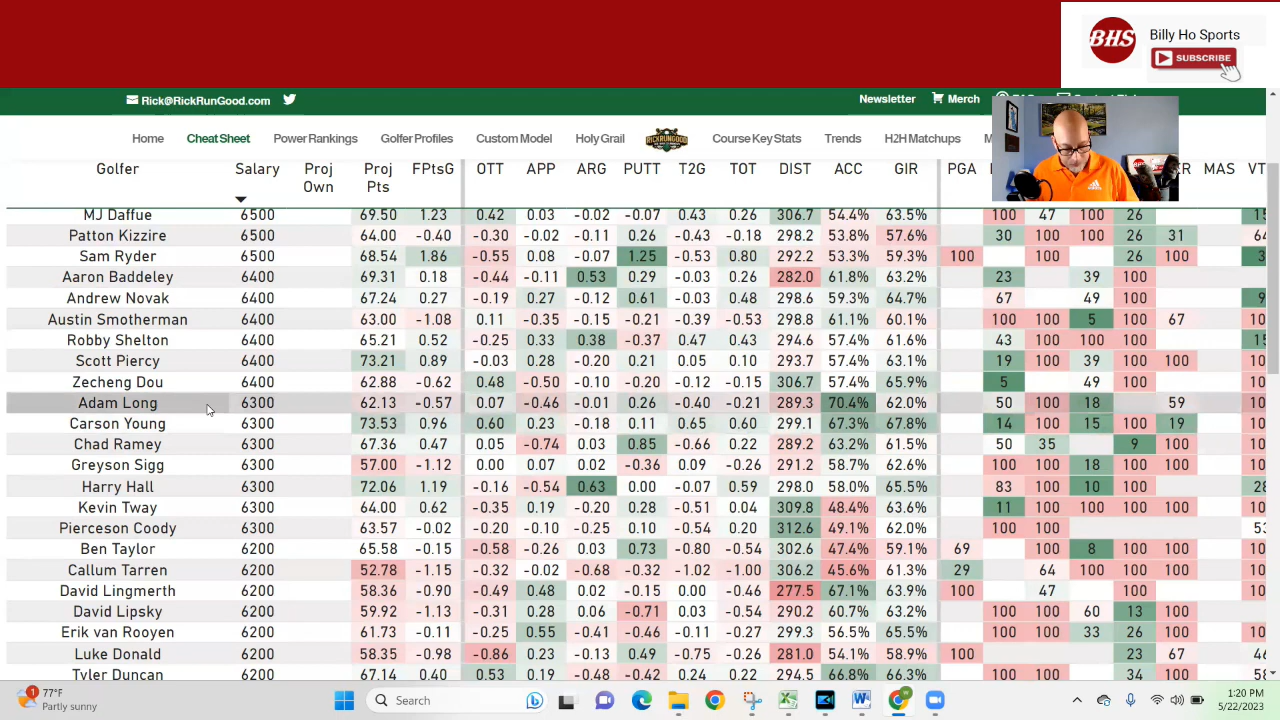 BHS
Billy Ho Sports
SUBSCRIBE
Rick@RickRunGood.com
Newsletter Merch
Home Cheat Sheet Power Rankings Golfer Profiles Custom Model Holy Grail RICKRUNGOOD Course Key Stats Trends H2H Matchups
Golfer Salary Proj Own Proj Pts FPtsG OTT APP ARG PUTT T2G TOT DIST ACC GIR PGA MAS
MJ Daffue 6500 69.50 1.23 0.42 0.03 -0.02 -0.07 0.43 0.26 306.7 54.4% 63.5% 100 47 100 26
Patton Kizzire 6500 64.00 -0.40 -0.30 -0.02 -0.11 0.26 -0.43 -0.18 298.2 53.8% 57.6% 30 100 100 26 31
Sam Ryder 6500 68.54 1.86 -0.55 0.08 -0.07 1.25 -0.53 0.80 292.2 53.3% 59.3% 100 100 26 100
Aaron Baddeley 6400 69.31 0.18 -0.44 -0.11 0.53 0.29 -0.03 0.26 282.0 61.8% 63.2% 23 39 100
Andrew Novak 6400 67.24 0.27 -0.19 0.27 -0.12 0.61 -0.03 0.48 298.6 59.3% 64.7% 67 49 100
Austin Smotherman 6400 63.00 -1.08 0.11 -0.35 -0.15 -0.21 -0.39 -0.53 298.8 61.1% 60.1% 100 100 5 100 67
Robby Shelton 6400 65.21 0.52 -0.25 0.33 0.38 -0.37 0.47 0.43 294.6 57.4% 61.6% 43 100 100 100
Scott Piercy 6400 73.21 0.89 -0.03 0.28 -0.20 0.21 0.05 0.10 293.7 57.4% 63.1% 19 100 39 100 100
Zecheng Dou 6400 62.88 -0.62 0.48 -0.50 -0.10 -0.20 -0.12 -0.15 306.7 57.4% 65.9% 5 49 100
Adam Long 6300 62.13 -0.57 0.07 -0.46 -0.01 0.26 -0.40 -0.21 289.3 70.4% 62.0% 50 100 18 59
Carson Young 6300 73.53 0.96 0.60 0.23 -0.18 0.11 0.65 0.60 299.1 67.3% 67.8% 14 100 15 100 19
Chad Ramey 6300 67.36 0.47 0.05 -0.74 0.03 0.85 -0.66 0.22 289.2 63.2% 61.5% 50 35 9 100
Greyson Sigg 6300 57.00 -1.12 0.00 0.07 0.02 -0.36 0.09 -0.26 291.2 58.7% 62.6% 100 100 18 100 100
Harry Hall 6300 72.06 1.19 -0.16 -0.54 0.63 0.00 -0.07 0.59 298.0 58.0% 65.5% 83 100 10 100
Kevin Tway 6300 64.00 0.62 -0.35 0.19 -0.20 0.28 -0.51 0.04 309.8 48.4% 63.6% 11 100 100 100 100
Pierceson Coody 6300 63.57 -0.02 -0.20 -0.10 -0.25 0.10 -0.54 0.20 312.6 49.1% 62.0% 100 100
Ben Taylor 6200 65.58 -0.15 -0.58 -0.26 0.03 0.73 -0.80 -0.54 302.6 47.4% 59.1% 69 100 8 100 100
Callum Tarren 6200 52.78 -1.15 -0.32 -0.02 -0.68 -0.32 -1.02 -1.00 306.2 45.6% 61.3% 29 64 100 100 100
David Lingmerth 6200 58.36 -0.90 -0.49 0.48 0.02 -0.15 0.00 -0.46 277.5 67.1% 63.9% 100 47 100
David Lipsky 6200 59.92 -1.13 -0.31 0.28 0.06 -0.71 0.03 -0.54 290.2 60.7% 63.2% 100 100 60 13 100
Erik van Rooyen 6200 61.73 -0.11 -0.25 0.55 -0.41 -0.46 -0.11 -0.27 299.3 56.5% 65.5% 100 100 33 26 100
Luke Donald 6200 58.35 -0.98 -0.86 0.23 -0.13 0.49 -0.75 -0.26 281.0 54.1% 58.9% 100 23 67
Tyler Duncan 6200 67.14 0.40 0.53 0.19 -0.48 -0.42 0.24 0.22 294.5 66.8% 66.3% 100 100 34 100
1 77°F
Partly sunny
Search
1:20 PM
5/22/2023